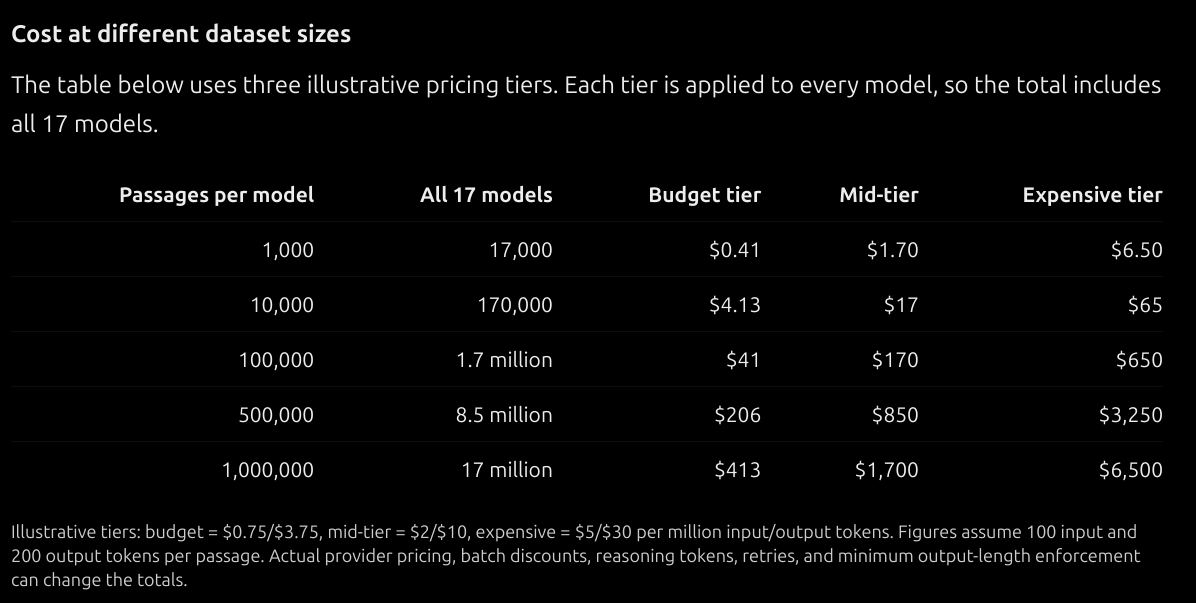 Cost at different dataset sizes
The table below uses three illustrative pricing tiers. Each tier is applied to every model, so the total includes
all 17 models.
Passages per model All 17 models Budget tier Mid-tier Expensive tier
1,000 17,000 $0.41 $1.70 $6.50
10,000 170,000 $4.13 $17 $65
100,000 1.7 million $41 $170 $650
500,000 8.5 million $206 $850 $3,250
1,000,000 17 million $413 $1,700 $6,500
Illustrative tiers: budget = $0.75/$3.75, mid-tier = $2/$10, expensive = $5/$30 per million input/output tokens. Figures assume 100 input and
200 output tokens per passage. Actual provider pricing, batch discounts, reasoning tokens, retries, and minimum output-length enforcement
can change the totals.